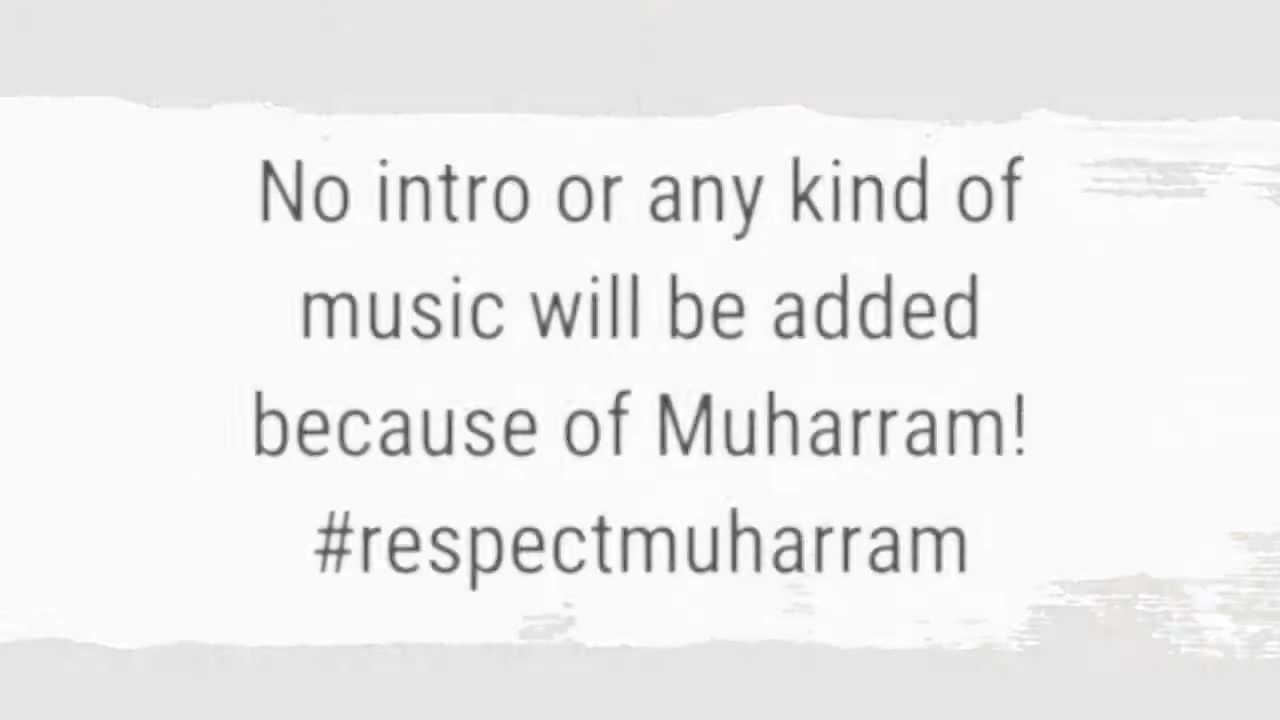 No intro or any kind of
music will be added
because of Muharram!
#respectmuharram